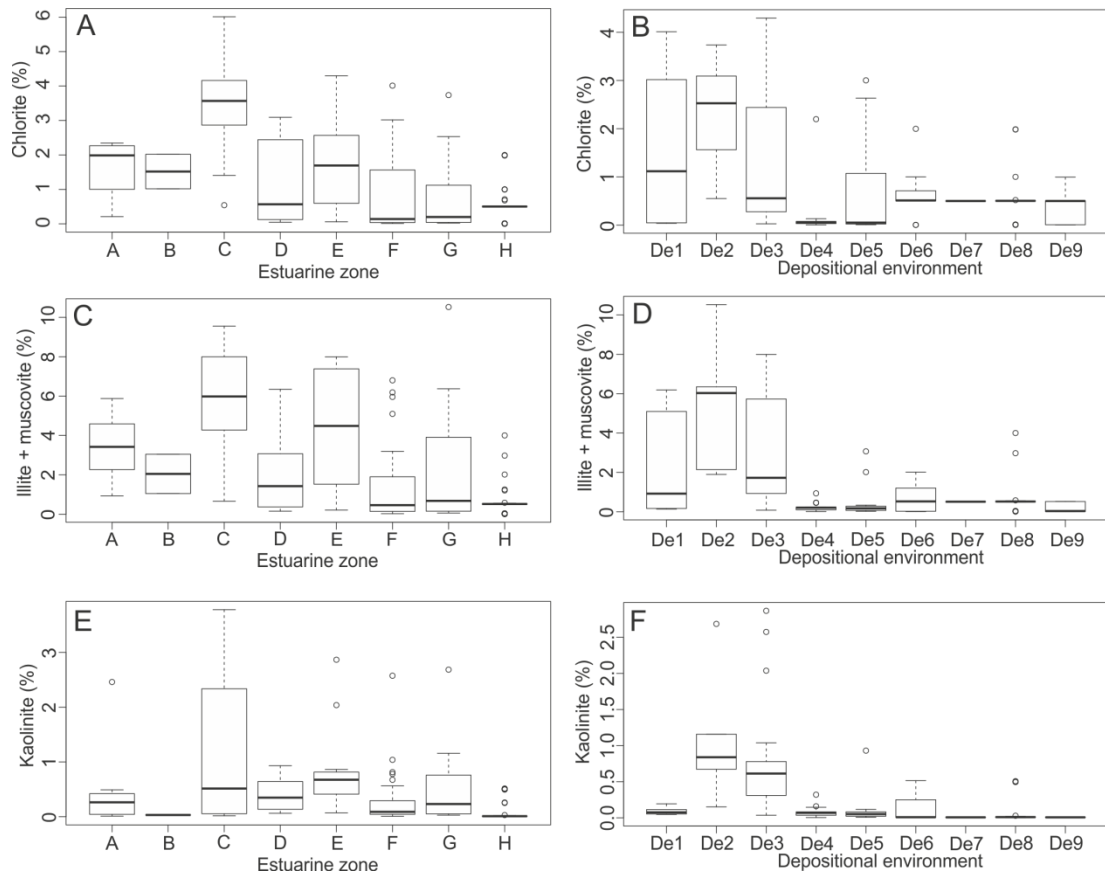 A
Chlorite (%)
0 1 2 3 4 5 6
A B C D E F G H
Estuarine zone
B
Chlorite (%)
0 1 2 3 4
De1 De2 De3 De4 De5 De6 De7 De8 De9
Depositional environment
C
Illite + muscovite (%)
0 2 4 6 8 10
A B C D E F G H
Estuarine zone
D
Illite + muscovite (%)
0 2 4 6 8 10
De1 De2 De3 De4 De5 De6 De7 De8 De9
Depositional environment
E
Kaolinite (%)
0 1 2 3
A B C D E F G H
Estuarine zone
F
Kaolinite (%)
0.0 0.5 1.0 1.5 2.0 2.5
De1 De2 De3 De4 De5 De6 De7 De8 De9
Depositional environment